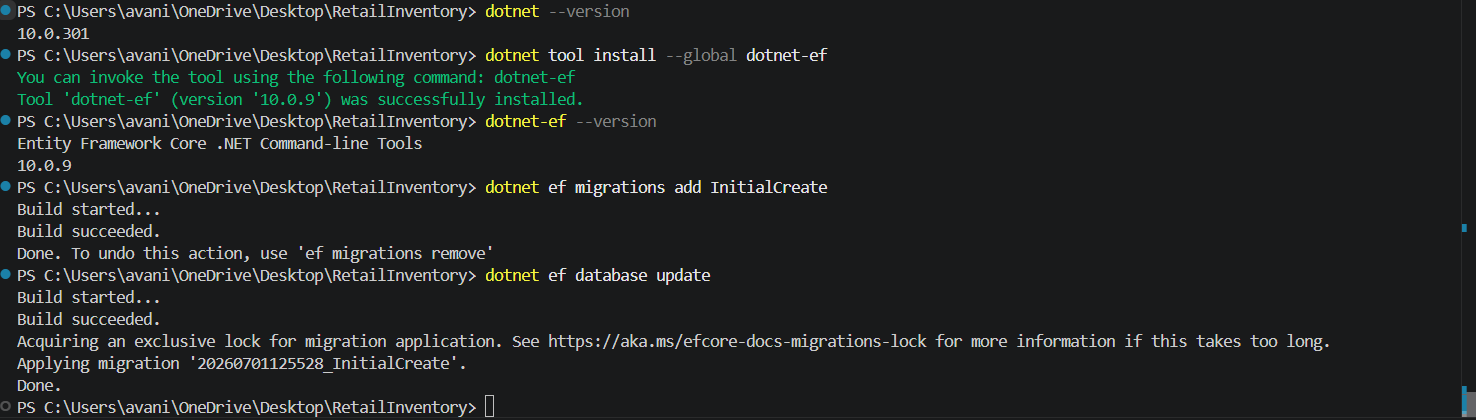 PS C:\Users\avani\OneDrive\Desktop\RetailInventory> dotnet --version
10.0.301
PS C:\Users\avani\OneDrive\Desktop\RetailInventory> dotnet tool install --global dotnet-ef
You can invoke the tool using the following command: dotnet-ef
Tool 'dotnet-ef' (version '10.0.9') was successfully installed.
PS C:\Users\avani\OneDrive\Desktop\RetailInventory> dotnet-ef --version
Entity Framework Core .NET Command-line Tools
10.0.9
PS C:\Users\avani\OneDrive\Desktop\RetailInventory> dotnet ef migrations add InitialCreate
Build started...
Build succeeded.
Done. To undo this action, use 'ef migrations remove'
PS C:\Users\avani\OneDrive\Desktop\RetailInventory> dotnet ef database update
Build started...
Build succeeded.
Acquiring an exclusive lock for migration application. See https://aka.ms/efcore-docs-migrations-lock for more information if this takes too long.
Applying migration '20260701125528_InitialCreate'.
Done.
PS C:\Users\avani\OneDrive\Desktop\RetailInventory>